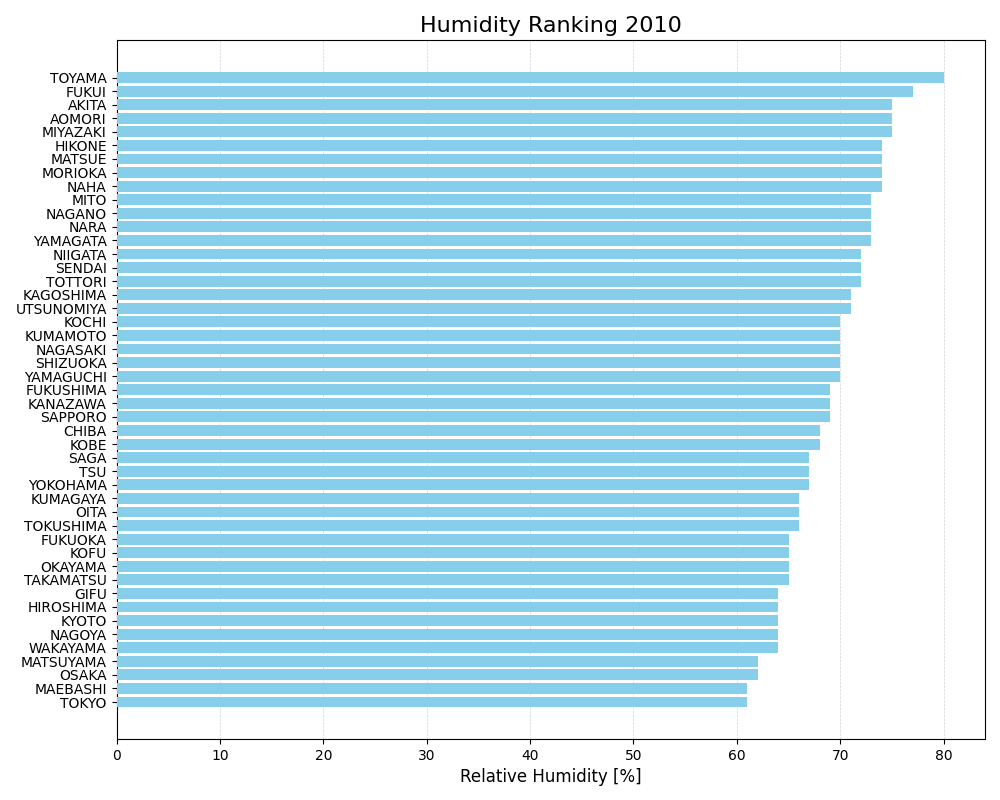 Humidity Ranking 2010
TOYAMA
FUKUI
AKITA
AOMORI
MIYAZAKI
HIKONE
MATSUE
MORIOKA
NAHA
MITO
NAGANO
NARA
YAMAGATA
NIIGATA
SENDAI
TOTTORI
KAGOSHIMA
UTSUNOMIYA
KOCHI
KUMAMOTO
NAGASAKI
SHIZUOKA
YAMAGUCHI
FUKUSHIMA
KANAZAWA
SAPPORO
CHIBA
KOBE
SAGA
TSU
YOKOHAMA
KUMAGAYA
OITA
TOKUSHIMA
FUKUOKA
KOFU
OKAYAMA
TAKAMATSU
GIFU
HIROSHIMA
KYOTO
NAGOYA
WAKAYAMA
MATSUYAMA
OSAKA
MAEBASHI
TOKYO
0 10 20 30 40 50 60 70 80
Relative Humidity [%]